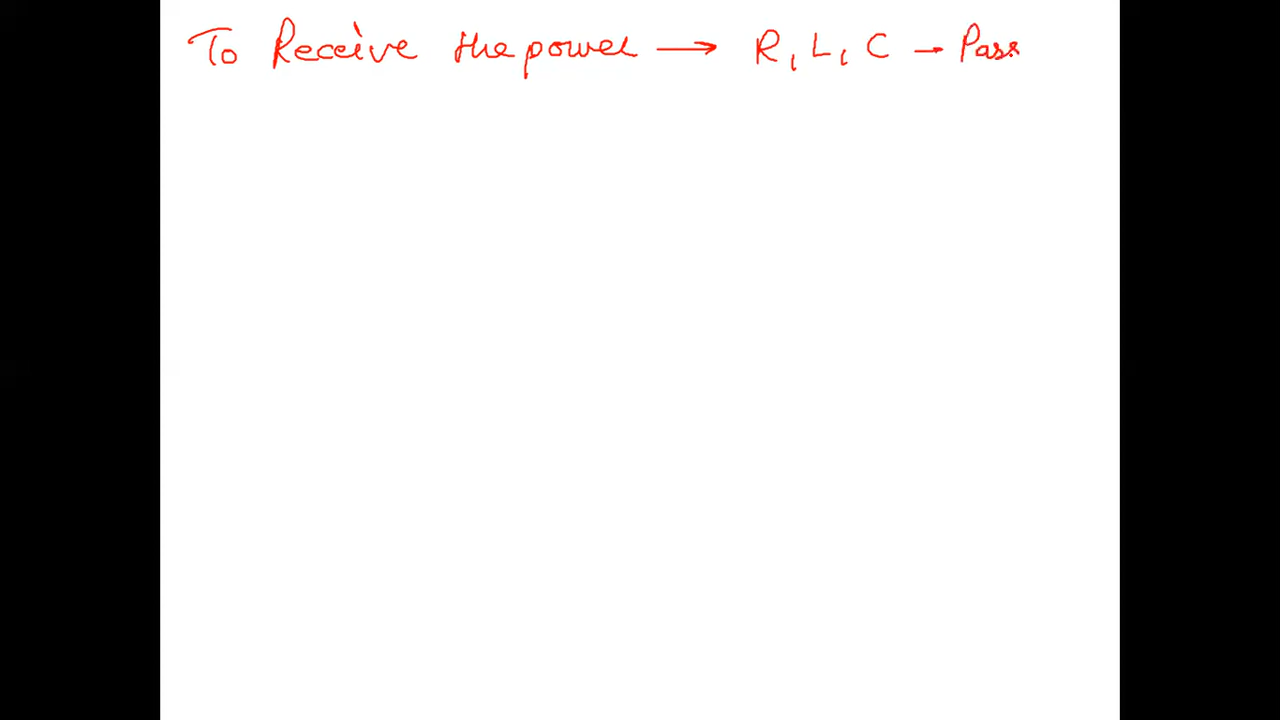 To Receive the power → R, L, C - Pass